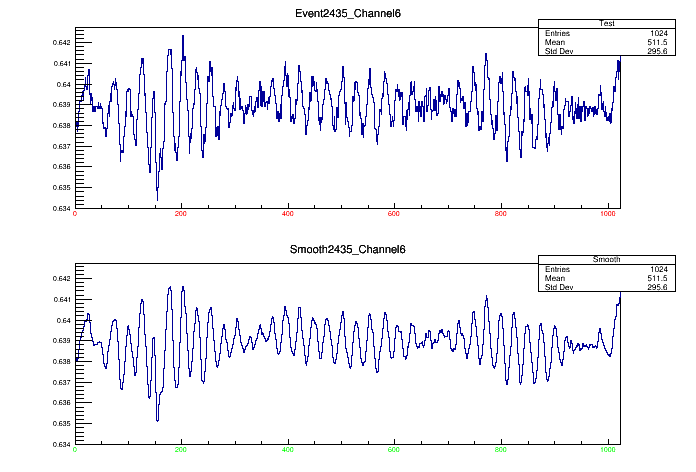 Event2435_Channel6
Test
Entries 1024
Mean 511.5
Std Dev 295.6
0.642
0.641
0.64
0.639
0.638
0.637
0.636
0.635
0.634
0 200 400 600 800 1000
Smooth2435_Channel6
Smooth
Entries 1024
Mean 511.5
Std Dev 295.6
0.642
0.641
0.64
0.639
0.638
0.637
0.636
0.635
0.634
0 200 400 600 800 1000